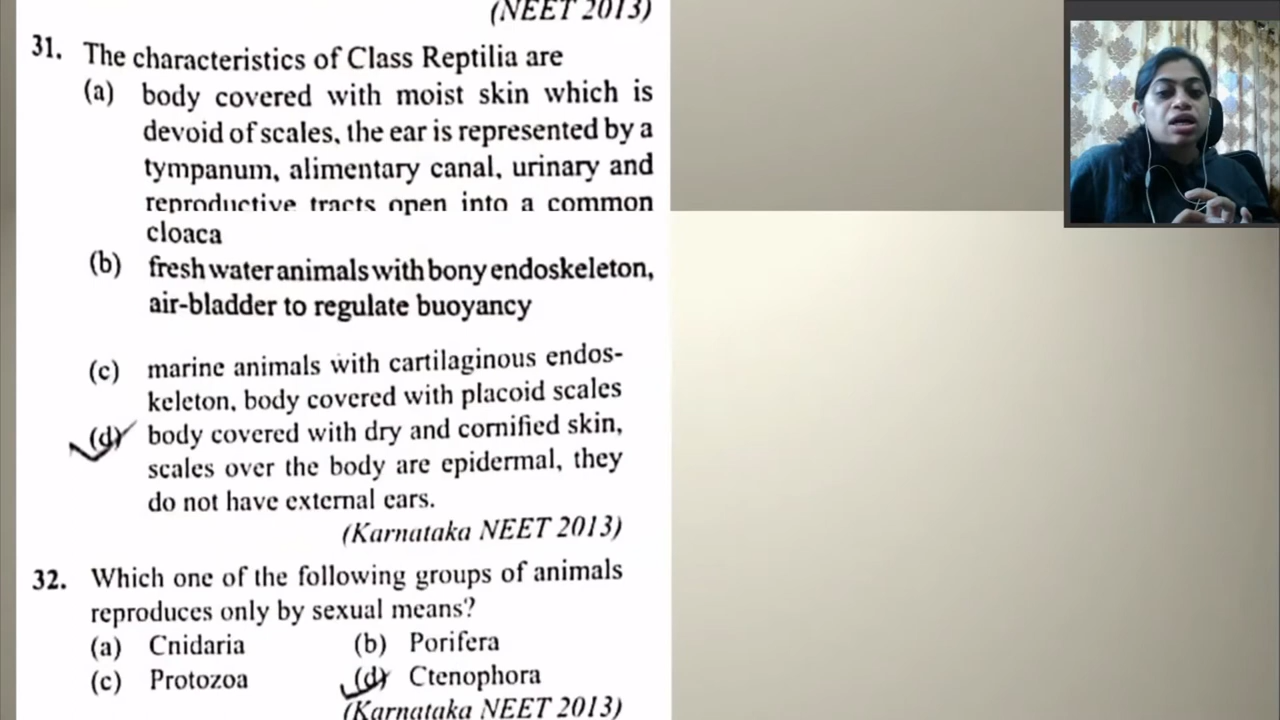 (NEET 2013)
31. The characteristics of Class Reptilia are
(a) body covered with moist skin which is
devoid of scales, the ear is represented by a
tympanum, alimentary canal, urinary and
reproductive tracts open into a common
cloaca
(b) fresh water animals with bony endoskeleton,
air-bladder to regulate buoyancy
(c) marine animals with cartilaginous endos-
keleton, body covered with placoid scales
(d) body covered with dry and cornified skin,
scales over the body are epidermal, they
do not have external ears.
(Karnataka NEET 2013)
32. Which one of the following groups of animals
reproduces only by sexual means?
(a) Cnidaria (b) Porifera
(c) Protozoa (d) Ctenophora
(Karnataka NEET 2013)